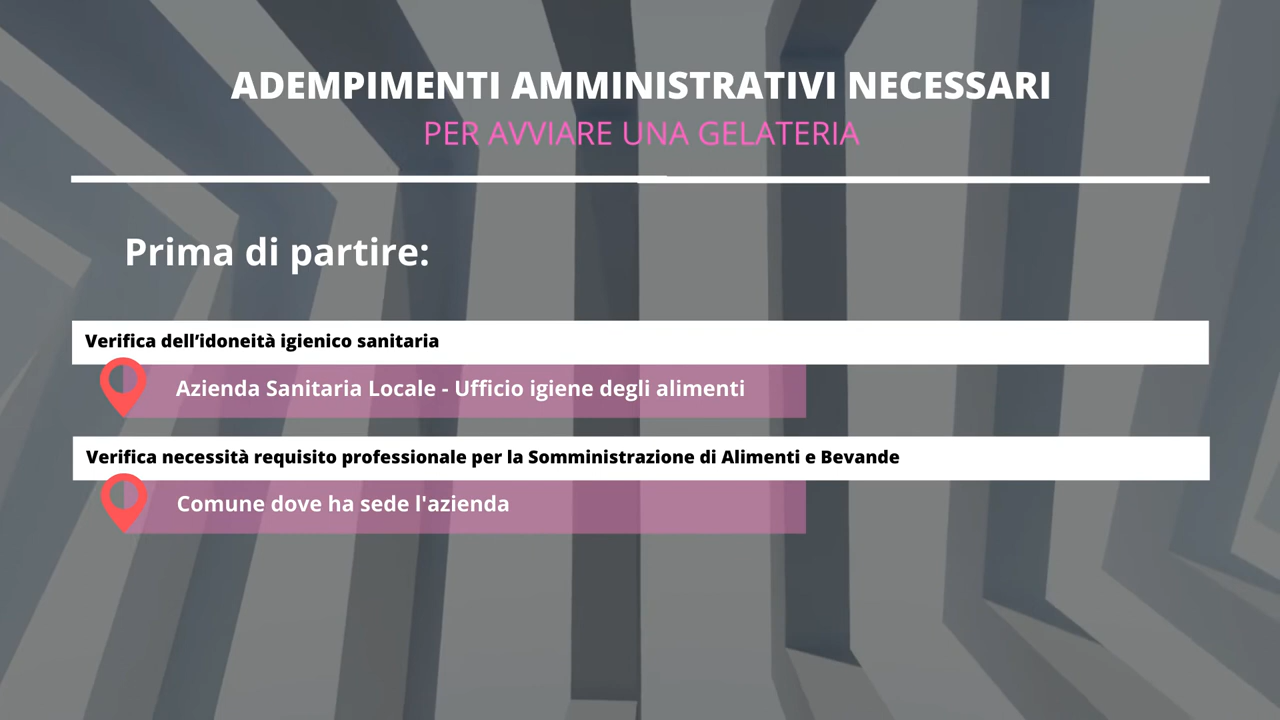 ADEMPIMENTI AMMINISTRATIVI NECESSARI
PER AVVIARE UNA GELATERIA
Prima di partire:
Verifica dell'idoneità igienico sanitaria
Azienda Sanitaria Locale - Ufficio igiene degli alimenti
Verifica necessità requisito professionale per la Somministrazione di Alimenti e Bevande
Comune dove ha sede l'azienda